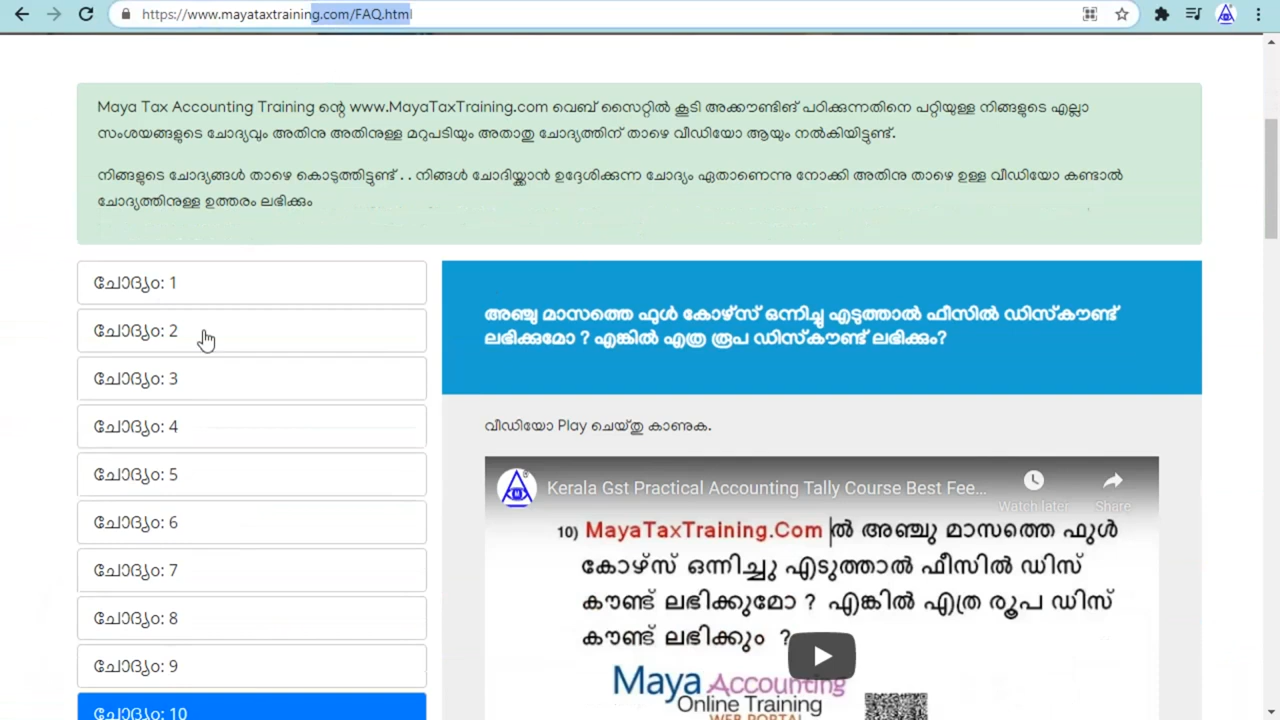 https://www.mayataxtraining.com/FAQ.html
Maya Tax Accounting Training ന്റെ www.MayaTaxTraining.com വെബ് സൈറ്റിൽ കൂടി അക്കൗണ്ടിങ് പഠിക്കുന്നതിനെ പറ്റിയുള്ള നിങ്ങളുടെ എല്ലാ
സംശയങ്ങളുടെ ചോദ്യവും അതിനു അതിനുള്ള മറുപടിയും അതാതു ചോദ്യത്തിന് താഴെ വീഡിയോ ആയും നൽകിയിട്ടുണ്ട്.
നിങ്ങളുടെ ചോദ്യങ്ങൾ താഴെ കൊടുത്തിട്ടുണ്ട് . . നിങ്ങൾ ചോദിയ്ക്കാൻ ഉദ്ദേശിക്കുന്ന ചോദ്യം ഏതാണെന്നു നോക്കി അതിനു താഴെ ഉള്ള വീഡിയോ കണ്ടാൽ
ചോദ്യത്തിനുള്ള ഉത്തരം ലഭിക്കും
ചോദ്യം: 1
ചോദ്യം: 2
ചോദ്യം: 3
ചോദ്യം: 4
ചോദ്യം: 5
ചോദ്യം: 6
ചോദ്യം: 7
ചോദ്യം: 8
ചോദ്യം: 9
ചോദ്യം: 10
അഞ്ചു മാസത്തെ ഫുൾ കോഴ്സ് ഒന്നിച്ചു എടുത്താൽ ഫീസിൽ ഡിസ്‌കൗണ്ട്
ലഭിക്കുമോ ? എങ്കിൽ എത്ര രൂപ ഡിസ്‌കൗണ്ട് ലഭിക്കും?
വീഡിയോ Play ചെയ്തു കാണുക.
Kerala Gst Practical Accounting Tally Course Best Fee...
Watch later
Share
10) MayaTaxTraining.Com ൽ അഞ്ചു മാസത്തെ ഫുൾ
കോഴ്സ് ഒന്നിച്ചു എടുത്താൽ ഫീസിൽ ഡിസ്
കൗണ്ട് ലഭിക്കുമോ ? എങ്കിൽ എത്ര രൂപ ഡിസ്
കൗണ്ട് ലഭിക്കും ?
Maya Accounting
Online Training
WEB PORTAL